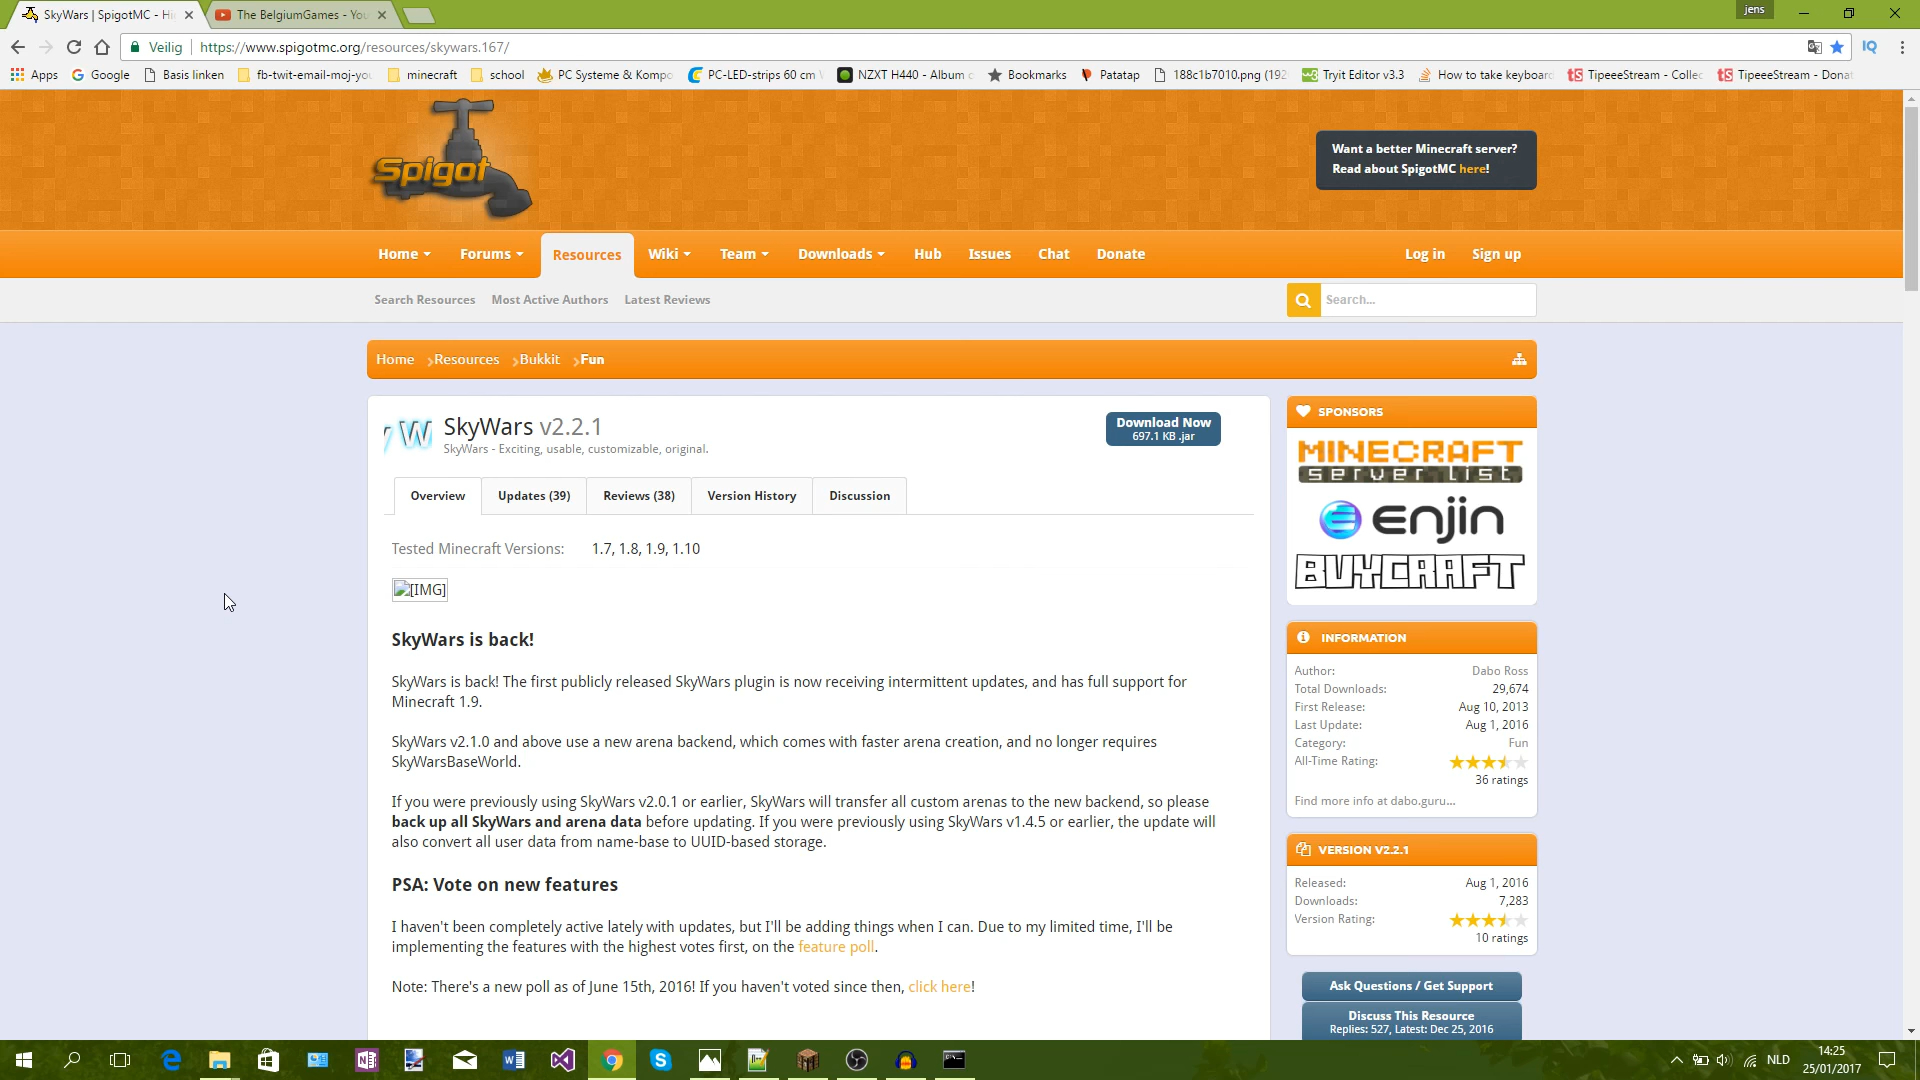 SkyWars | SpigotMC - Hi
The BelgiumGames - You
jens
Veilig
https://www.spigotmc.org/resources/skywars.167/
Apps
Google
Basis linken
fb-twit-email-moj-you
minecraft
school
PC Systeme & Kompo
PC-LED-strips 60 cm
NZXT H440 - Album
Bookmarks
Patatap
188c1b7010.png (192
Tryit Editor v3.3
How to take keyboard
TipeeeStream - Collec
TipeeeStream - Donat
Spigot
Want a better Minecraft server?
Read about SpigotMC here!
Home
Forums
Resources
Wiki
Team
Downloads
Hub
Issues
Chat
Donate
Log in
Sign up
Search Resources
Most Active Authors
Latest Reviews
Search...
Home
Resources
Bukkit
Fun
W
SkyWars v2.2.1
SkyWars - Exciting, usable, customizable, original.
Download Now
697.1 KB .jar
Overview
Updates (39)
Reviews (38)
Version History
Discussion
Tested Minecraft Versions: 1.7, 1.8, 1.9, 1.10
[IMG]
SkyWars is back!
SkyWars is back! The first publicly released SkyWars plugin is now receiving intermittent updates, and has full support for
Minecraft 1.9.
SkyWars v2.1.0 and above use a new arena backend, which comes with faster arena creation, and no longer requires
SkyWarsBaseWorld.
If you were previously using SkyWars v2.0.1 or earlier, SkyWars will transfer all custom arenas to the new backend, so please
back up all SkyWars and arena data before updating. If you were previously using SkyWars v1.4.5 or earlier, the update will
also convert all user data from name-base to UUID-based storage.
PSA: Vote on new features
I haven't been completely active lately with updates, but I'll be adding things when I can. Due to my limited time, I'll be
implementing the features with the highest votes first, on the feature poll.
Note: There's a new poll as of June 15th, 2016! If you haven't voted since then, click here!
SPONSORS
MINECRAFT
server list
enjin
BUYCRAFT
INFORMATION
Author: Dabo Ross
Total Downloads: 29,674
First Release: Aug 10, 2013
Last Update: Aug 1, 2016
Category: Fun
All-Time Rating:
36 ratings
Find more info at dabo.guru...
VERSION V2.2.1
Released: Aug 1, 2016
Downloads: 7,283
Version Rating:
10 ratings
Ask Questions / Get Support
Discuss This Resource
Replies: 527, Latest: Dec 25, 2016
NLD
14:25
25/01/2017